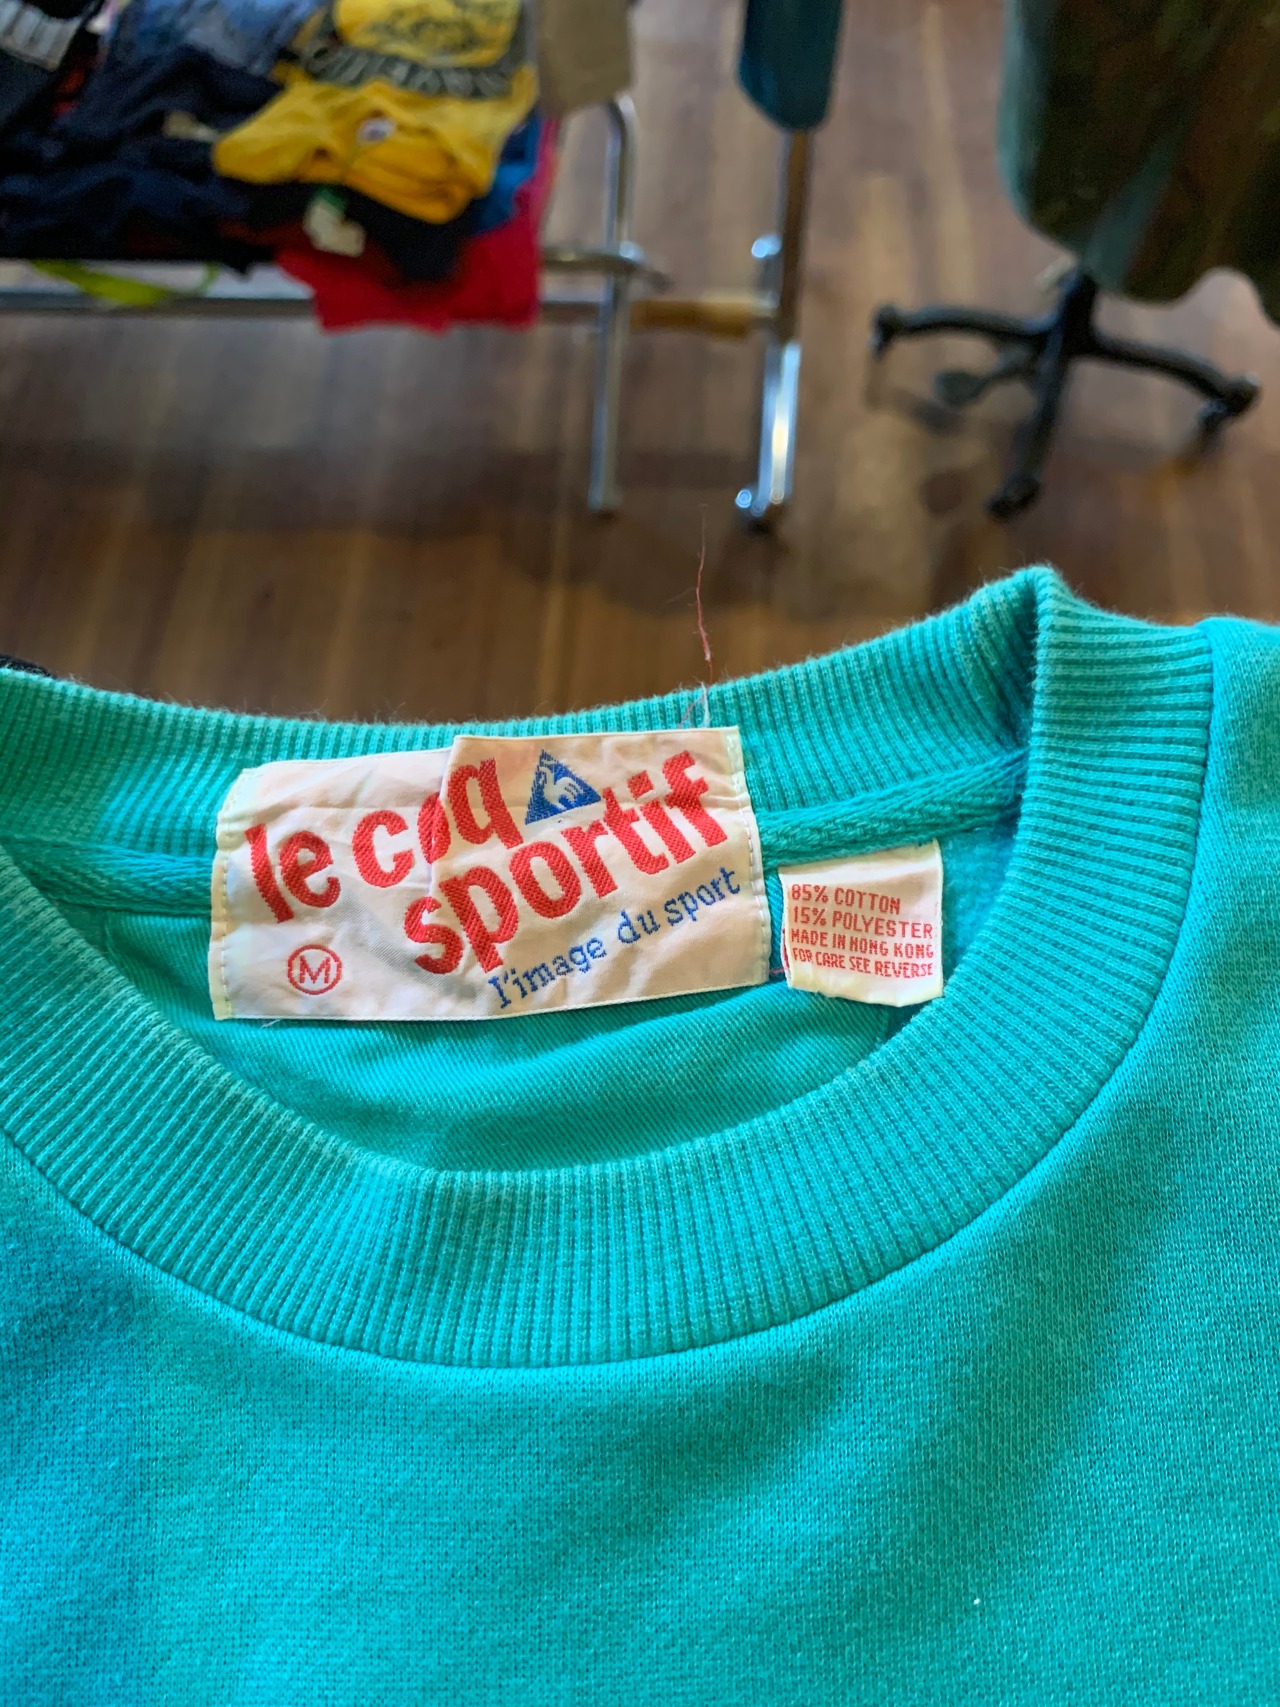 le coq
sportif
l'image du sport
M
85% COTTON
15% POLYESTER
MADE IN HONG KONG
FOR CARE SEE REVERSE